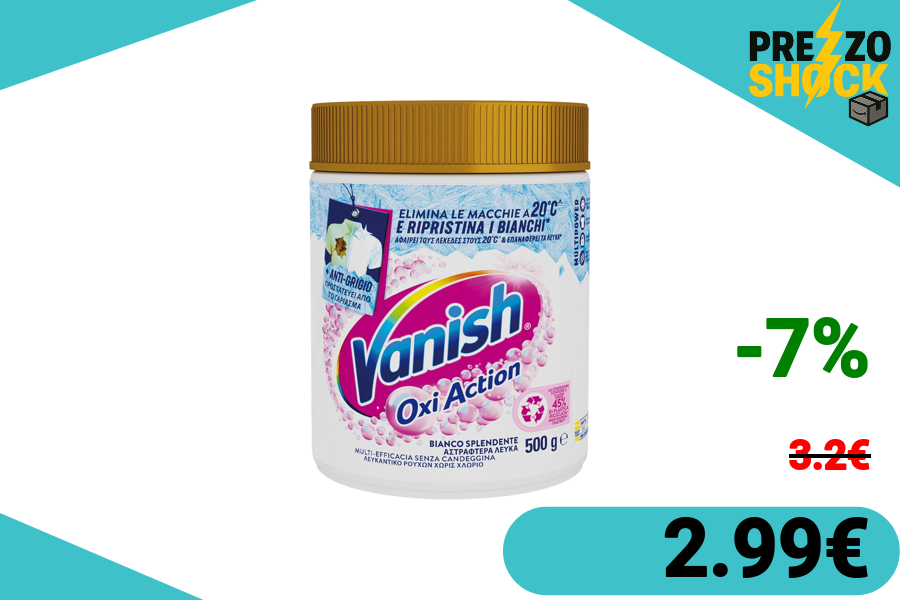 PREZZO
SHOCK
ELIMINA LE MACCHIE A 20°C^
E RIPRISTINA I BIANCHI*
ΑΦΑΙΡΕΙ ΤΟΥΣ ΛΕΚΕΔΕΣ ΣΤΟΥΣ 20°C^ & ΕΠΑΝΑΦΕΡΕΙ ΤΑ ΛΕΥΚΑ*
MULTIPOWER
+ ANTI-GRIGIO
ΠΡΟΣΤΑΤΕΥΕΙ ΑΠΟ
ΤΟ ΓΚΡΙΖΑΡΙΣΜΑ
Vanish®
Oxi Action
45%
BIANCO SPLENDENTE
ΑΣΤΡΑΦΤΕΡΑ ΛΕΥΚΑ
500 g e
MULTI-EFFICACIA SENZA CANDEGGINA
ΛΕΥΚΑΝΤΙΚΟ ΡΟΥΧΩΝ ΧΩΡΙΣ ΧΛΩΡΙΟ
-7%
3.2€
2.99€